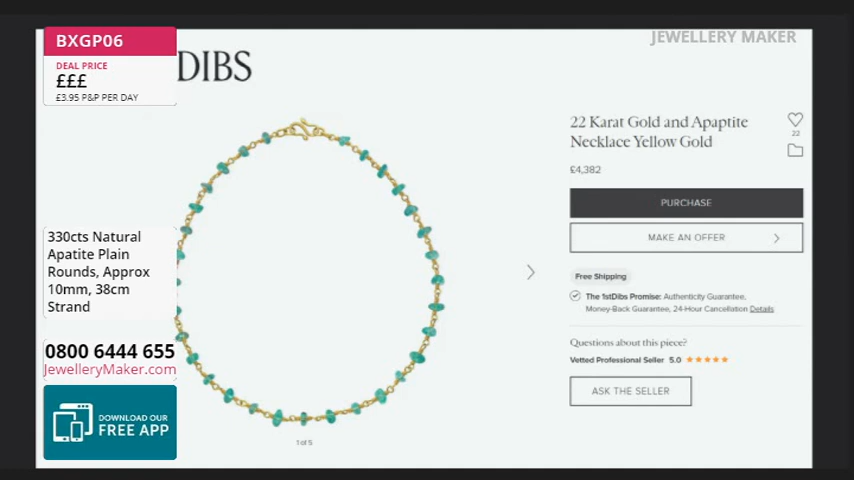 BXGP06
DEAL PRICE
£££
£3.95 P&P PER DAY
DIBS
JEWELLERY MAKER
22 Karat Gold and Apaptite
Necklace Yellow Gold
22
£4,382
PURCHASE
MAKE AN OFFER
Free Shipping
The 1stDibs Promise: Authenticity Guarantee,
Money-Back Guarantee, 24-Hour Cancellation Details
Questions about this piece?
Vetted Professional Seller 5.0
ASK THE SELLER
330cts Natural
Apatite Plain
Rounds, Approx
10mm, 38cm
Strand
0800 6444 655
JewelleryMaker.com
DOWNLOAD OUR
FREE APP
1 of 5